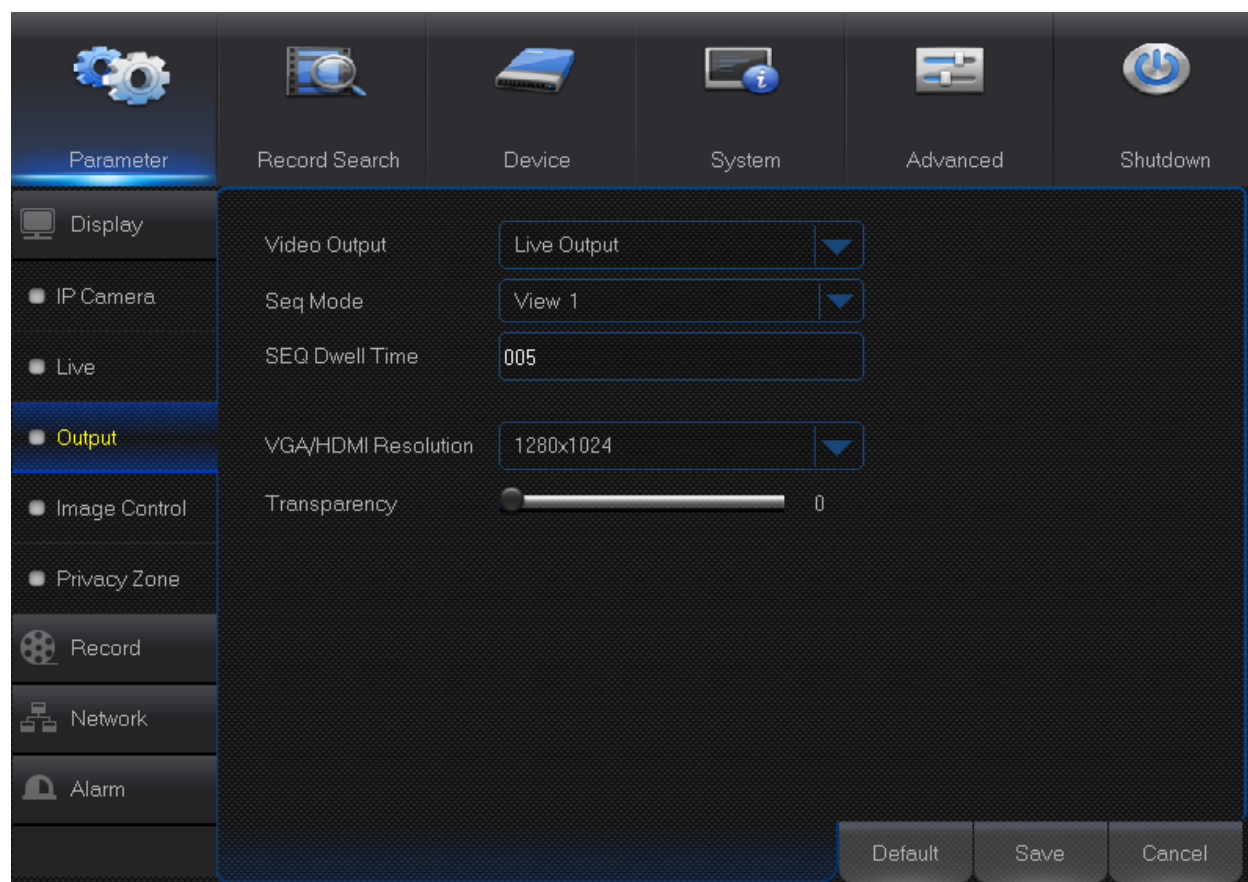 Parameter
Record Search
Device
System
Advanced
Shutdown
Display
IP Camera
Live
Output
Image Control
Privacy Zone
Record
Network
Alarm
Video Output Live Output
Seq Mode View 1
SEQ Dwell Time 005
VGA/HDMI Resolution 1280x1024
Transparency 0
Default
Save
Cancel